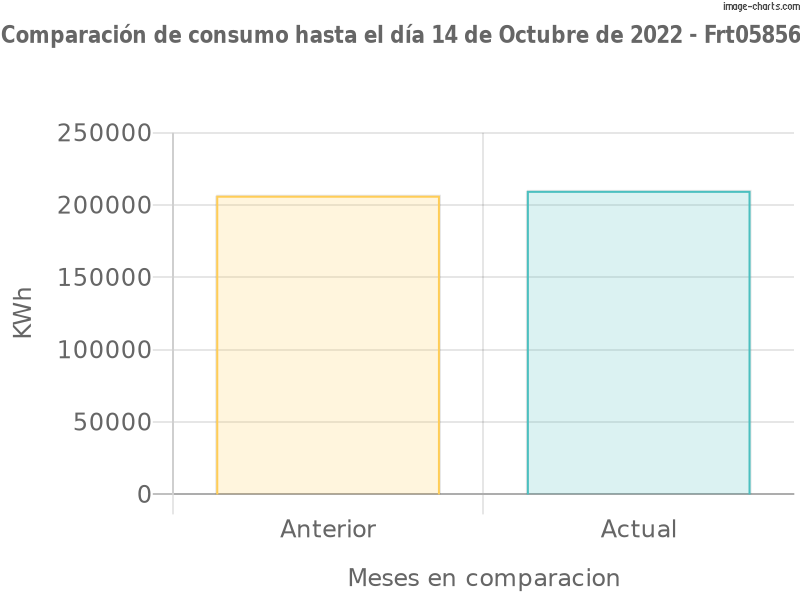 image-charts.com
Comparación de consumo hasta el día 14 de Octubre de 2022 - Frt05856
250000
200000
150000
100000
50000
0
KWh
Anterior
Actual
Meses en comparacion